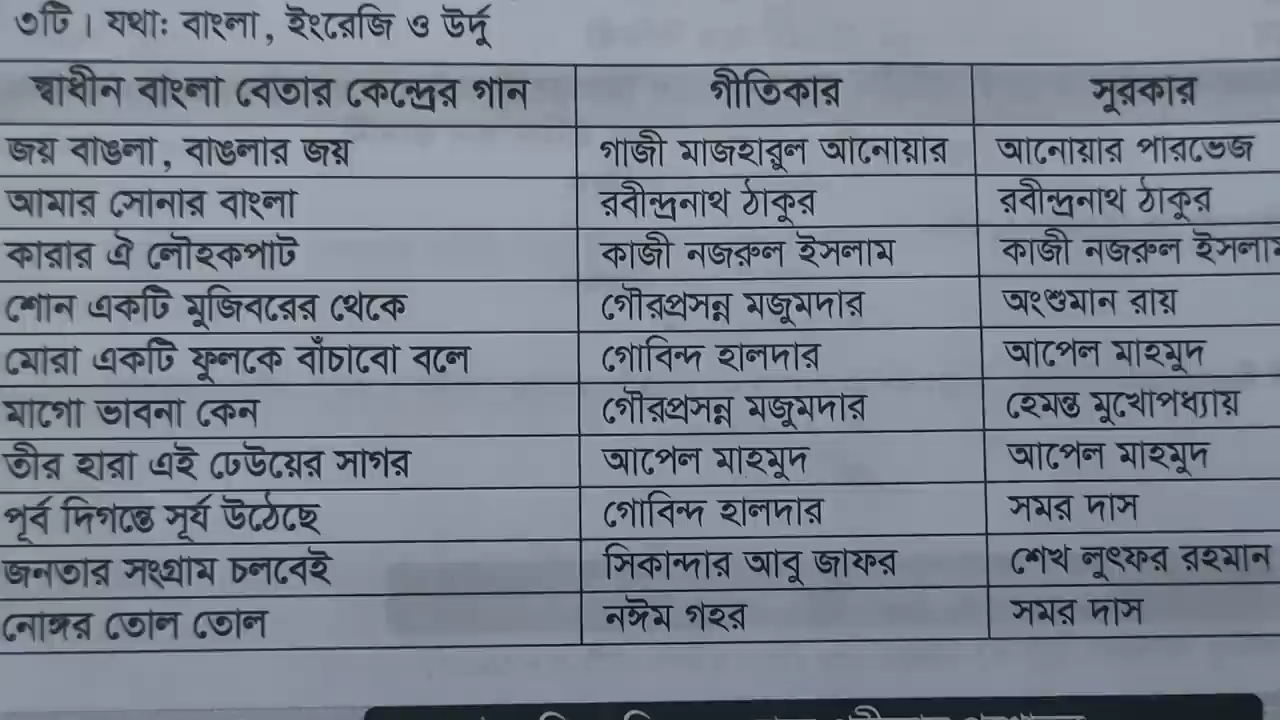 ৩টি। যথা: বাংলা, ইংরেজি ও উর্দু
স্বাধীন বাংলা বেতার কেন্দ্রের গান গীতিকার সুরকার
জয় বাঙলা, বাঙলার জয় গাজী মাজহারুল আনোয়ার আনোয়ার পারভেজ
আমার সোনার বাংলা রবীন্দ্রনাথ ঠাকুর রবীন্দ্রনাথ ঠাকুর
কারার ঐ লৌহকপাট কাজী নজরুল ইসলাম কাজী নজরুল ইসলাম
শোন একটি মুজিবরের থেকে গৌরপ্রসন্ন মজুমদার অংশুমান রায়
মোরা একটি ফুলকে বাঁচাবো বলে গোবিন্দ হালদার আপেল মাহমুদ
মাগো ভাবনা কেন গৌরপ্রসন্ন মজুমদার হেমন্ত মুখোপধ্যায়
তীর হারা এই ঢেউয়ের সাগর আপেল মাহমুদ আপেল মাহমুদ
পূর্ব দিগন্তে সূর্য উঠেছে গোবিন্দ হালদার সমর দাস
জনতার সংগ্রাম চলবেই সিকান্দার আবু জাফর শেখ লুৎফর রহমান
নোঙ্গর তোল তোল নঈম গহর সমর দাস